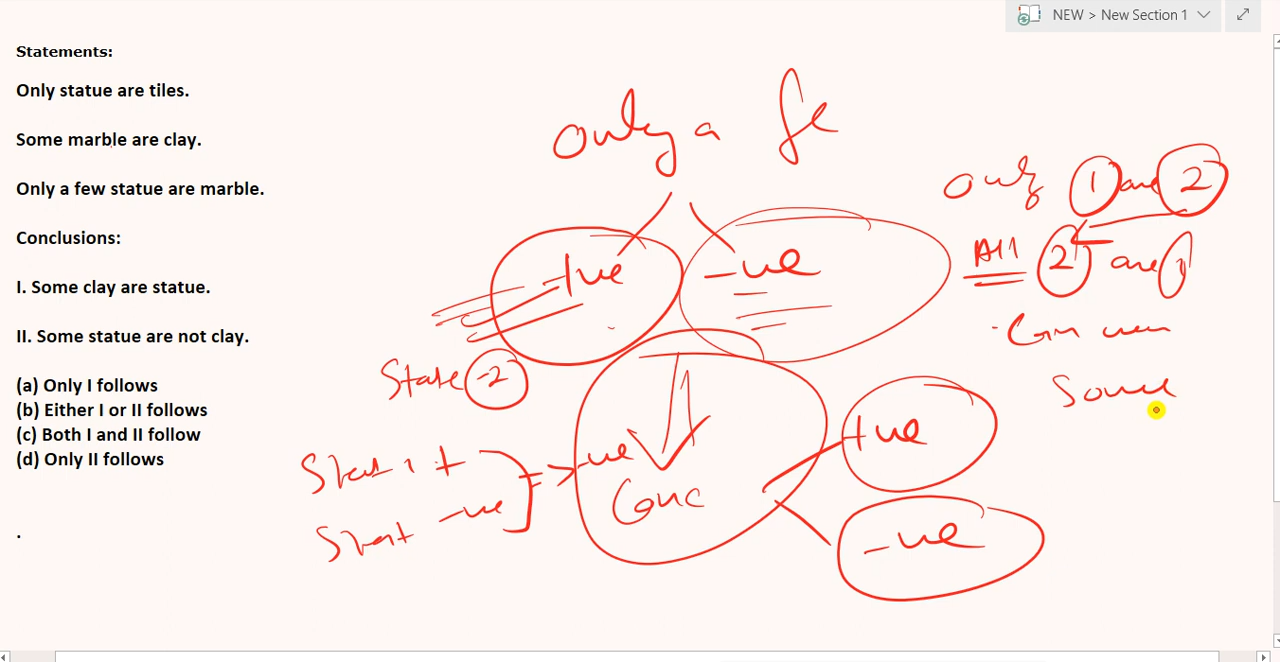 NEW > New Section 1
Statements:
Only statue are tiles.
Some marble are clay.
Only a few statue are marble.
Conclusions:
I. Some clay are statue.
II. Some statue are not clay.
(a) Only I follows
(b) Either I or II follows
(c) Both I and II follow
(d) Only II follows
.
only a fe
+ve
-ve
State -2
-ve
Conc
+ve
-ve
Only 1 are 2
All 2 are 1
Some